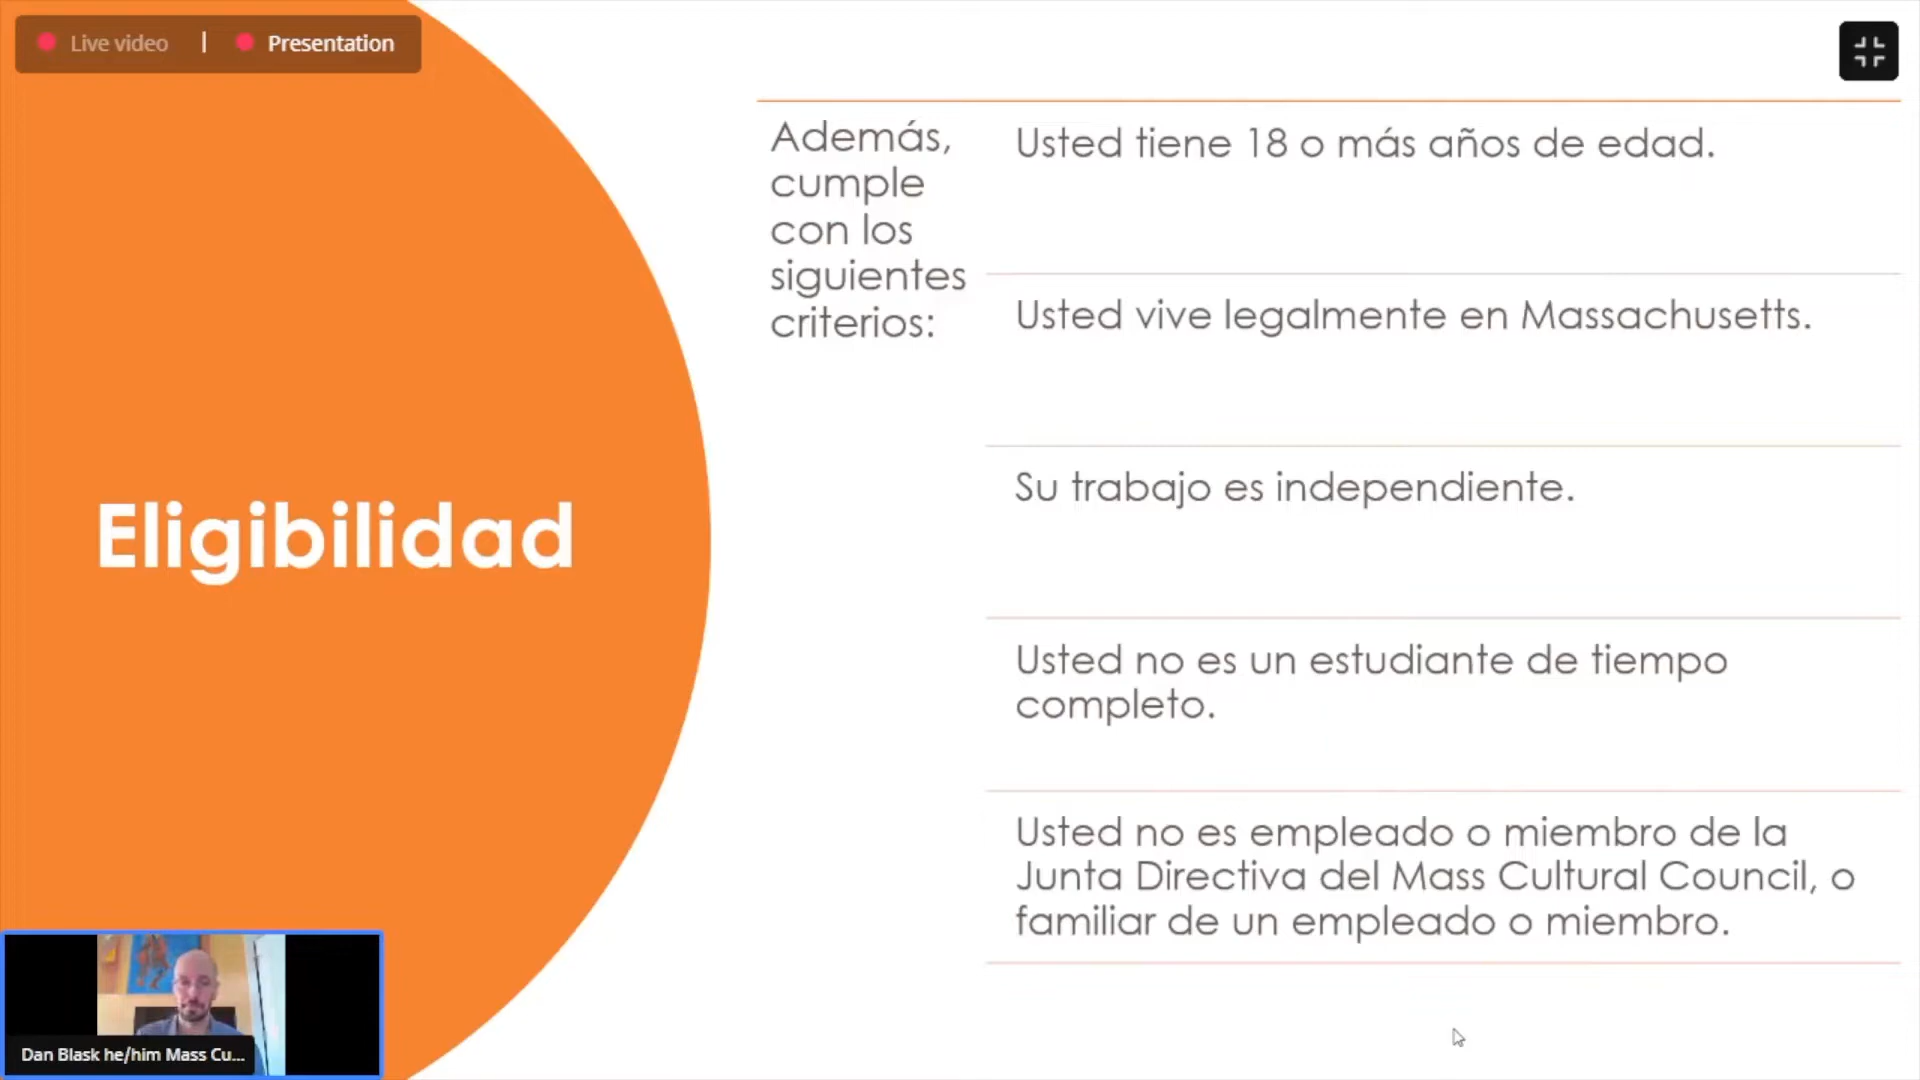 Live video | Presentation
Eligibilidad
Además,
cumple
con los
siguientes
criterios:
Usted tiene 18 o más años de edad.
Usted vive legalmente en Massachusetts.
Su trabajo es independiente.
Usted no es un estudiante de tiempo
completo.
Usted no es empleado o miembro de la
Junta Directiva del Mass Cultural Council, o
familiar de un empleado o miembro.
Dan Blask he/him Mass Cu...